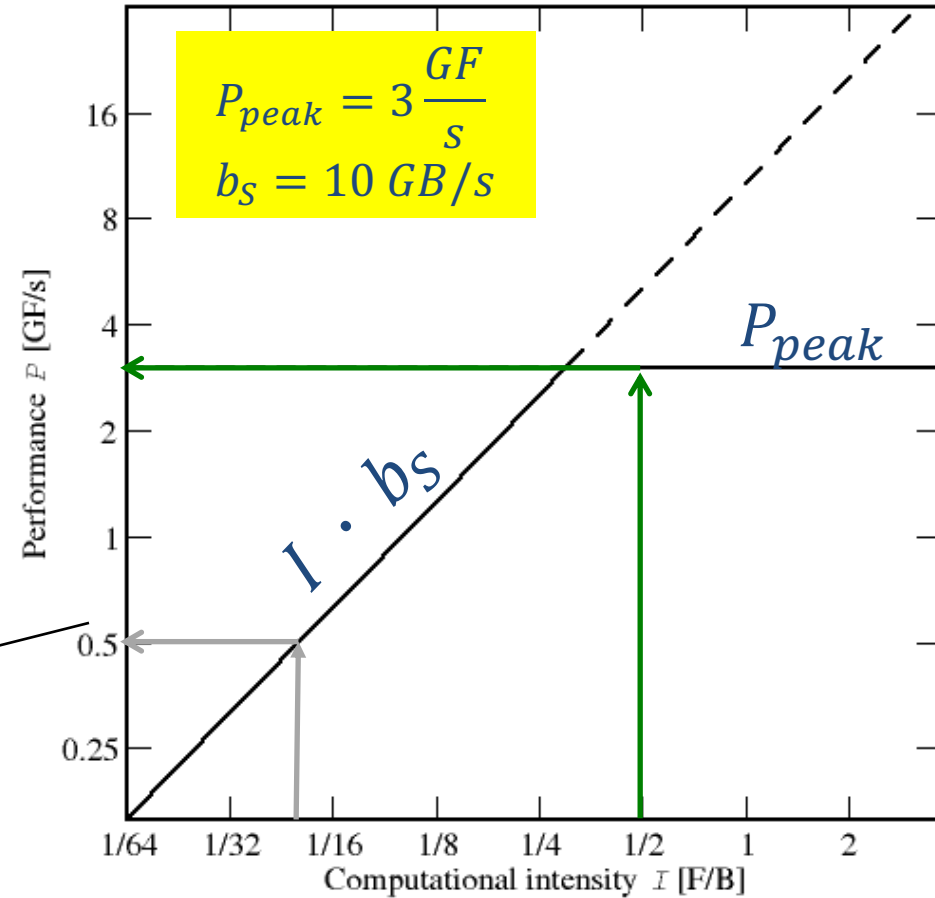 P_peak = 3 GF/s
b_S = 10 GB/s
16
8
4
2
1
0.5
0.25
Performance P [GF/s]
P_peak
I · b_S
1/64 1/32 1/16 1/8 1/4 1/2 1 2
Computational intensity I [F/B]